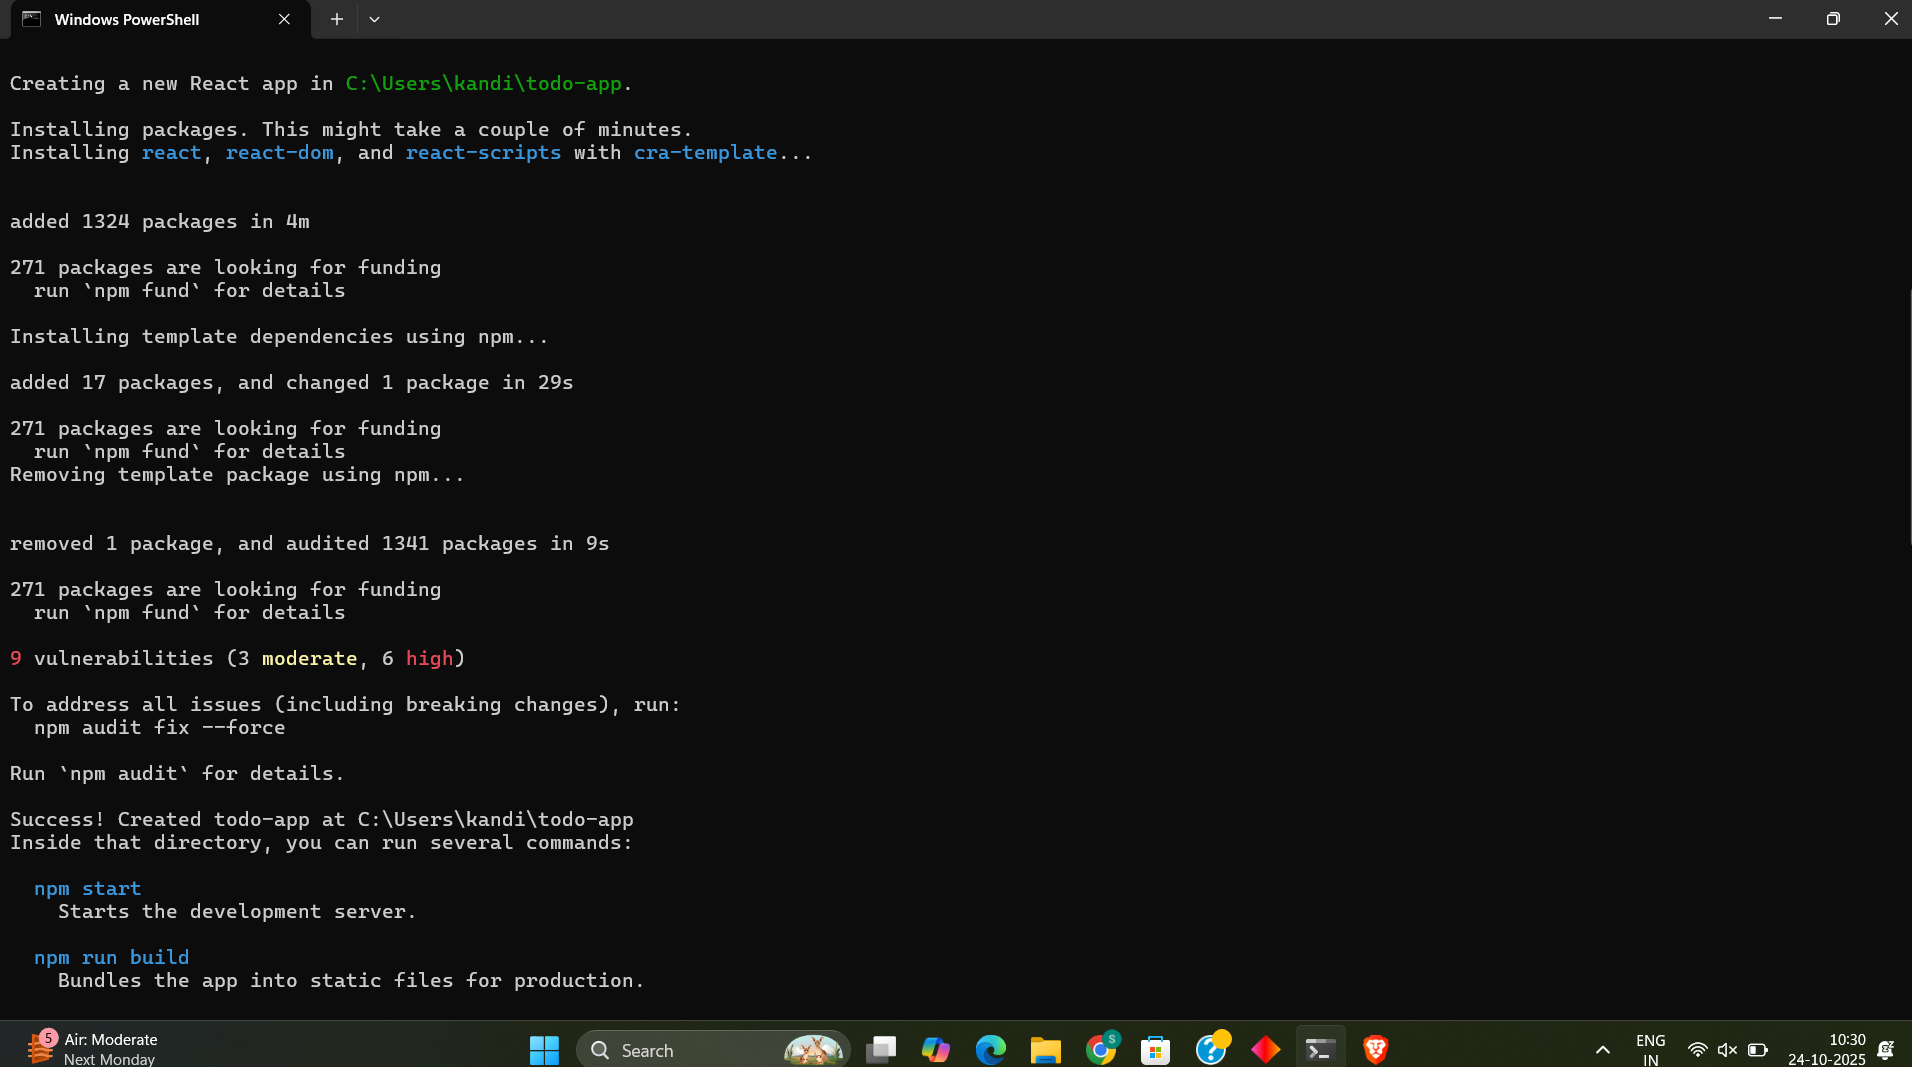 Windows PowerShell
Creating a new React app in C:\Users\kandi\todo-app.
Installing packages. This might take a couple of minutes.
Installing react, react-dom, and react-scripts with cra-template...
added 1324 packages in 4m
271 packages are looking for funding
run `npm fund` for details
Installing template dependencies using npm...
added 17 packages, and changed 1 package in 29s
271 packages are looking for funding
run `npm fund` for details
Removing template package using npm...
removed 1 package, and audited 1341 packages in 9s
271 packages are looking for funding
run `npm fund` for details
9 vulnerabilities (3 moderate, 6 high)
To address all issues (including breaking changes), run:
npm audit fix --force
Run `npm audit` for details.
Success! Created todo-app at C:\Users\kandi\todo-app
Inside that directory, you can run several commands:
npm start
Starts the development server.
npm run build
Bundles the app into static files for production.
5
Air: Moderate
Next Monday
Search
S
ENG
IN
10:30
24-10-2025